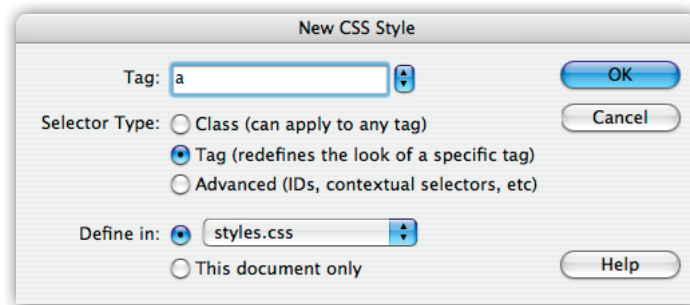 New CSS Style
Tag: a
OK
Selector Type: Class (can apply to any tag)
Cancel
Tag (redefines the look of a specific tag)
Advanced (IDs, contextual selectors, etc)
Define in: styles.css
This document only
Help